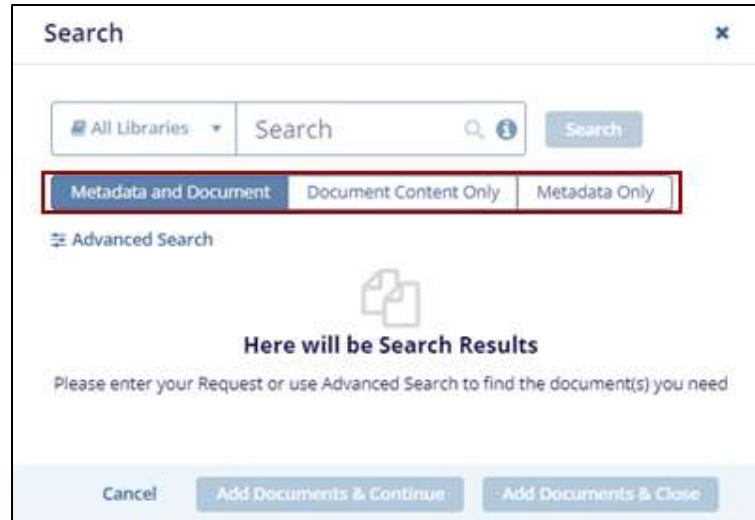 Search
All Libraries Search Search
Metadata and Document Document Content Only Metadata Only
Advanced Search
Here will be Search Results
Please enter your Request or use Advanced Search to find the document(s) you need
Cancel Add Documents & Continue Add Documents & Close